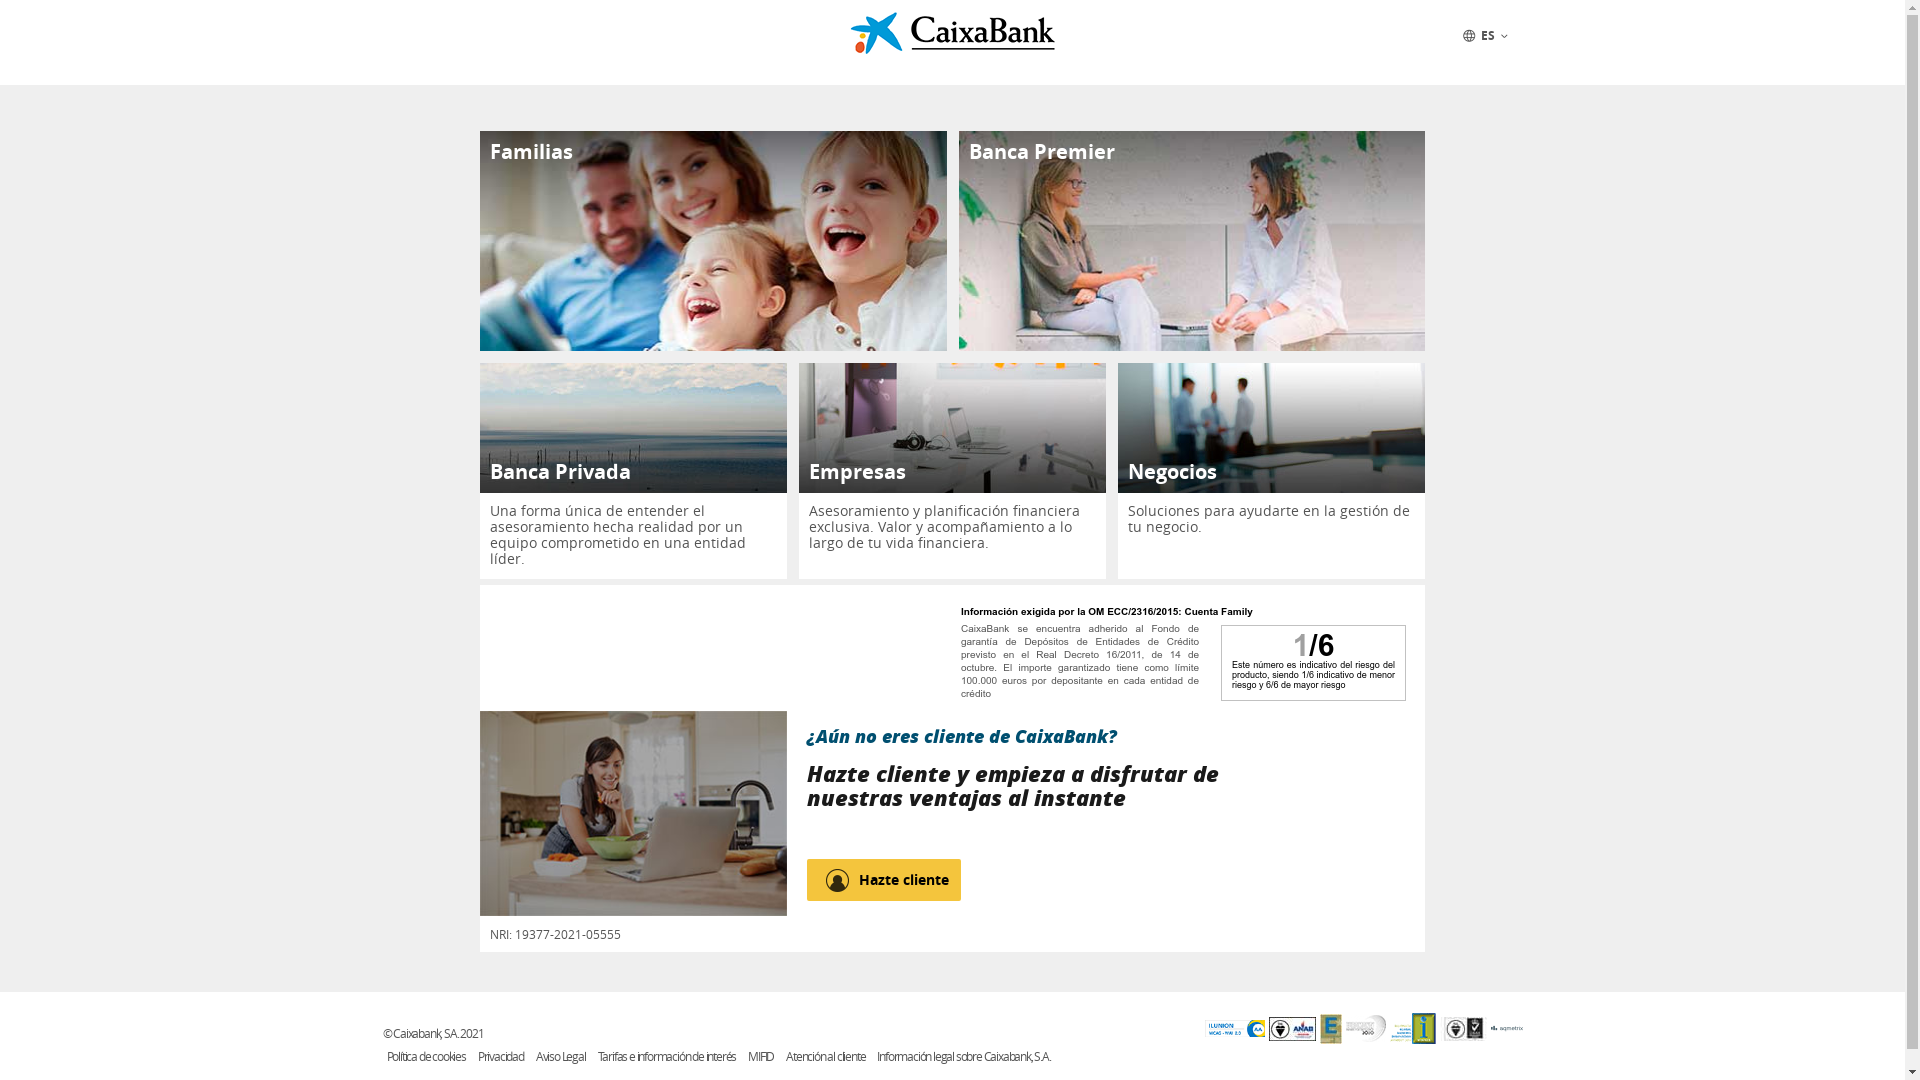 CaixaBank
ES
Familias
Banca Premier
Banca Privada
Empresas
Negocios
Una forma única de entender el
asesoramiento hecha realidad por un
equipo comprometido en una entidad
líder.
Asesoramiento y planificación financiera
exclusiva. Valor y acompañamiento a lo
largo de tu vida financiera.
Soluciones para ayudarte en la gestión de
tu negocio.
Información exigida por la OM ECC/2316/2015: Cuenta Family
CaixaBank se encuentra adherido al Fondo de
garantía de Depósitos de Entidades de Crédito
previsto en el Real Decreto 16/2011, de 14 de
octubre. El importe garantizado tiene como límite
100.000 euros por depositante en cada entidad de
crédito
1/6
Este número es indicativo del riesgo del
producto, siendo 1/6 indicativo de menor
riesgo y 6/6 de mayor riesgo
¿Aún no eres cliente de CaixaBank?
Hazte cliente y empieza a disfrutar de
nuestras ventajas al instante
Hazte cliente
NRI: 19377-2021-05555
© Caixabank, S.A. 2021
ILUNION
ANAB
E
i
sqmetrix
Política de cookies Privacidad Aviso Legal Tarifas e información de interés MIFID Atención al cliente Información legal sobre Caixabank, S.A.